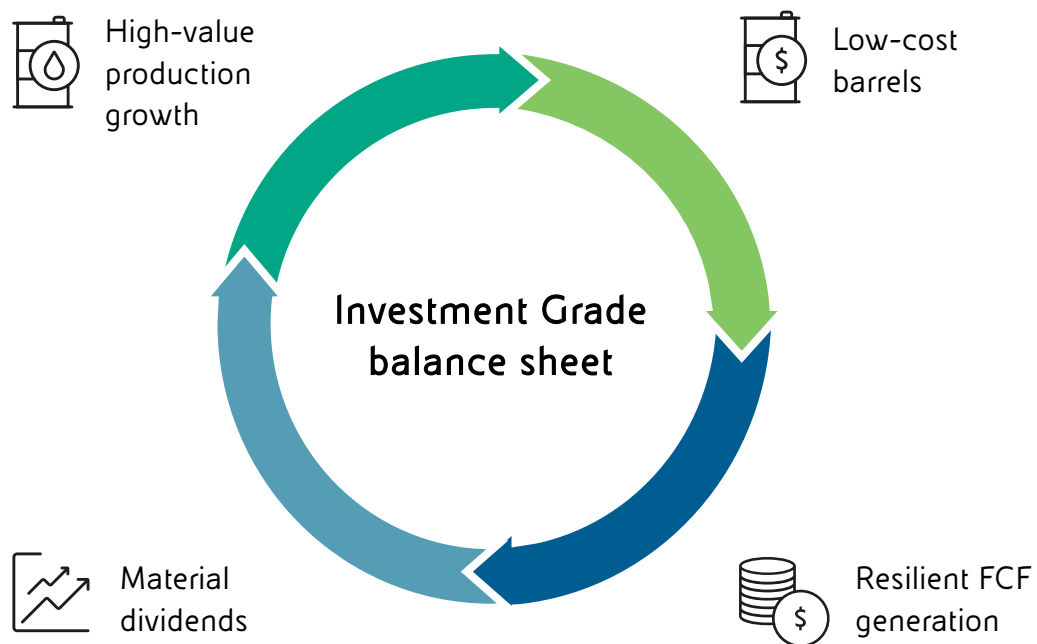 High-value
production
growth
$
Low-cost
barrels
Investment Grade
balance sheet
Material
dividends
$
Resilient FCF
generation